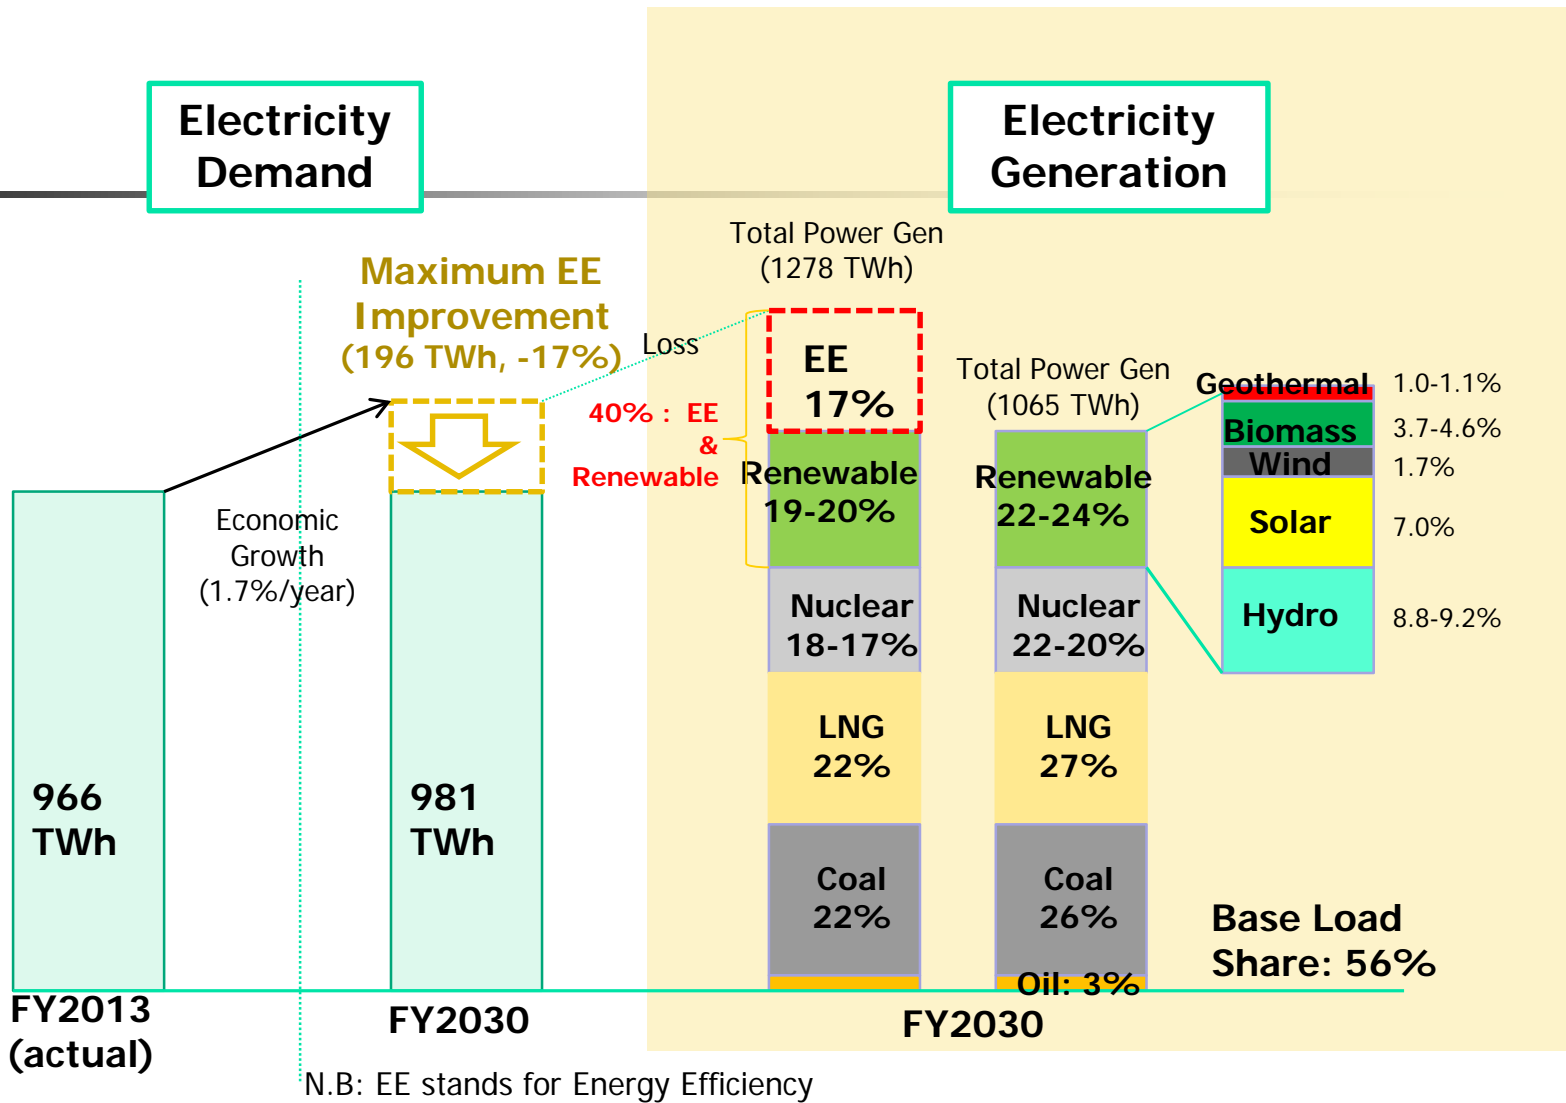 Electricity
Demand
Electricity
Generation
Maximum EE
Improvement
(196 TWh, -17%)
Loss
Economic
Growth
(1.7%/year)
966
TWh
981
TWh
FY2013
(actual)
FY2030
Total Power Gen
(1278 TWh)
EE
17%
40% : EE
&
Renewable
Renewable
19-20%
Nuclear
18-17%
LNG
22%
Coal
22%
Total Power Gen
(1065 TWh)
Renewable
22-24%
Nuclear
22-20%
LNG
27%
Coal
26%
Oil: 3%
FY2030
Geothermal 1.0-1.1%
Biomass 3.7-4.6%
Wind 1.7%
Solar 7.0%
Hydro 8.8-9.2%
Base Load
Share: 56%
N.B: EE stands for Energy Efficiency